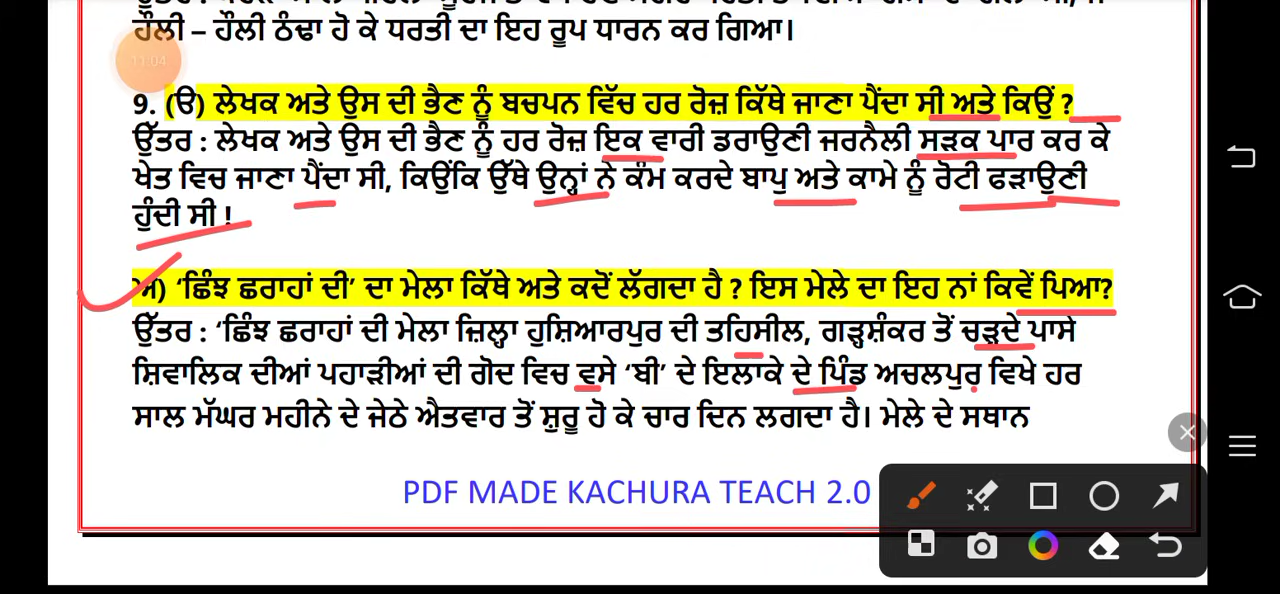 ਹੌਲੀ – ਹੌਲੀ ਠੰਢਾ ਹੋ ਕੇ ਧਰਤੀ ਦਾ ਇਹ ਰੂਪ ਧਾਰਨ ਕਰ ਗਿਆ।
11:04
9. (ੳ) ਲੇਖਕ ਅਤੇ ਉਸ ਦੀ ਭੈਣ ਨੂੰ ਬਚਪਨ ਵਿੱਚ ਹਰ ਰੋਜ਼ ਕਿੱਥੇ ਜਾਣਾ ਪੈਂਦਾ ਸੀ ਅਤੇ ਕਿਉਂ ?
ਉੱਤਰ : ਲੇਖਕ ਅਤੇ ਉਸ ਦੀ ਭੈਣ ਨੂੰ ਹਰ ਰੋਜ਼ ਇਕ ਵਾਰੀ ਡਰਾਉਣੀ ਜਰਨੈਲੀ ਸੜਕ ਪਾਰ ਕਰ ਕੇ
ਖੇਤ ਵਿਚ ਜਾਣਾ ਪੈਂਦਾ ਸੀ, ਕਿਉਂਕਿ ਉੱਥੇ ਉਨ੍ਹਾਂ ਨੇ ਕੰਮ ਕਰਦੇ ਬਾਪੂ ਅਤੇ ਕਾਮੇ ਨੂੰ ਰੋਟੀ ਫੜਾਉਣੀ
ਹੁੰਦੀ ਸੀ !
ਅ) ‘ਛਿੰਝ ਛਰਾਹਾਂ ਦੀ’ ਦਾ ਮੇਲਾ ਕਿੱਥੇ ਅਤੇ ਕਦੋਂ ਲੱਗਦਾ ਹੈ ? ਇਸ ਮੇਲੇ ਦਾ ਇਹ ਨਾਂ ਕਿਵੇਂ ਪਿਆ?
ਉੱਤਰ : ‘ਛਿੰਝ ਛਰਾਹਾਂ ਦੀ ਮੇਲਾ ਜ਼ਿਲ੍ਹਾ ਹੁਸ਼ਿਆਰਪੁਰ ਦੀ ਤਹਿਸੀਲ, ਗੜ੍ਹਸ਼ੰਕਰ ਤੋਂ ਚੜ੍ਹਦੇ ਪਾਸੇ
ਸ਼ਿਵਾਲਿਕ ਦੀਆਂ ਪਹਾੜੀਆਂ ਦੀ ਗੋਦ ਵਿਚ ਵਸੇ ‘ਬੀ’ ਦੇ ਇਲਾਕੇ ਦੇ ਪਿੰਡ ਅਚਲਪੁਰ ਵਿਖੇ ਹਰ
ਸਾਲ ਮੱਘਰ ਮਹੀਨੇ ਦੇ ਜੇਠੇ ਐਤਵਾਰ ਤੋਂ ਸ਼ੁਰੂ ਹੋ ਕੇ ਚਾਰ ਦਿਨ ਲਗਦਾ ਹੈ। ਮੇਲੇ ਦੇ ਸਥਾਨ
PDF MADE KACHURA TEACH 2.0